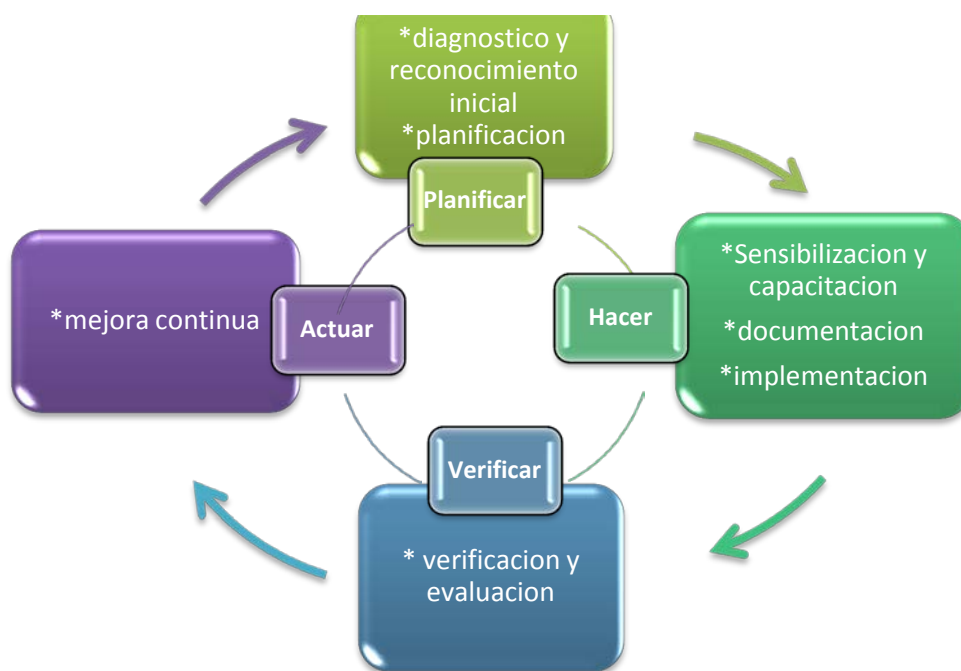 *diagnostico y
reconocimiento
inicial
*planificacion
Planificar
*Sensibilizacion y
capacitacion
*documentacion
*implementacion
Hacer
Verificar
* verificacion y
evaluacion
*mejora continua
Actuar